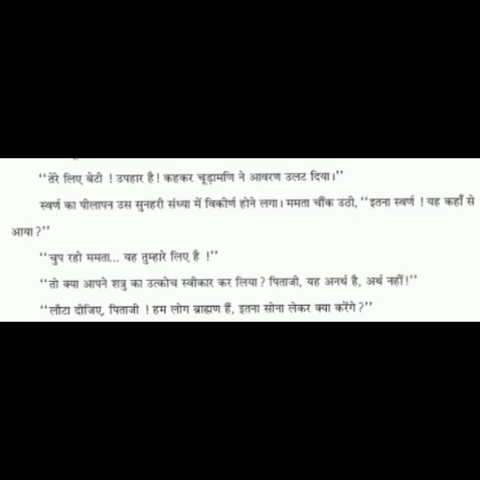 “तेरे लिए बेटी ! उपहार है! कहकर चूड़ामणि ने आवरण उलट दिया।”
स्वर्ण का पीलापन उस सुनहरी संध्या में विकीर्ण होने लगा। ममता चौंक उठी, “इतना स्वर्ण ! यह कहाँ से
आया?”
“चुप रहो ममता... यह तुम्हारे लिए है !”
“तो क्या आपने शत्रु का उत्कोच स्वीकार कर लिया? पिताजी, यह अनर्थ है, अर्थ नहीं!”
“लौटा दीजिए, पिताजी ! हम लोग ब्राह्मण हैं, इतना सोना लेकर क्या करेंगे?”